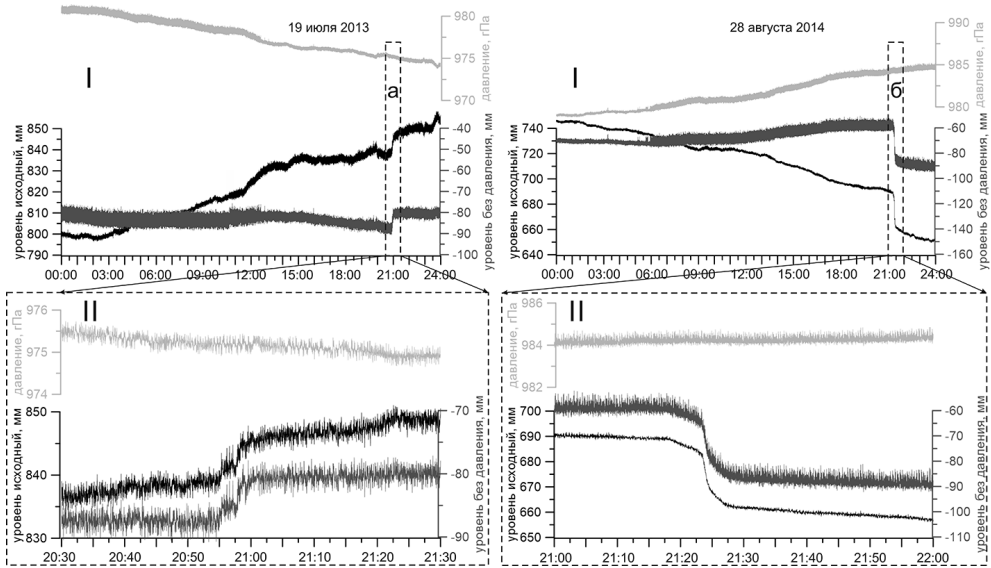 19 июля 2013
980
975
970
давление, гПа
I
а
850
840
830
820
810
800
790
уровень исходный, мм
-40
-50
-60
-70
-80
-90
-100
уровень без давления, мм
00:00 03:00 06:00 09:00 12:00 15:00 18:00 21:00 24:00
28 августа 2014
990
985
980
давление, гПа
I
б
740
720
700
680
660
640
уровень исходный, мм
-60
-80
-90
-110
-130
-150
-160
уровень без давления, мм
00:00 03:00 06:00 09:00 12:00 15:00 18:00 21:00 24:00
II
976
975
974
давление, гПа
850
840
830
уровень исходный, мм
-70
-80
-90
уровень без давления, мм
20:30 20:40 20:50 21:00 21:10 21:20 21:30
II
986
984
982
давление, гПа
700
690
680
670
660
650
уровень исходный, мм
-60
-70
-80
-90
-100
-110
уровень без давления, мм
21:00 21:10 21:20 21:30 21:40 21:50 22:00